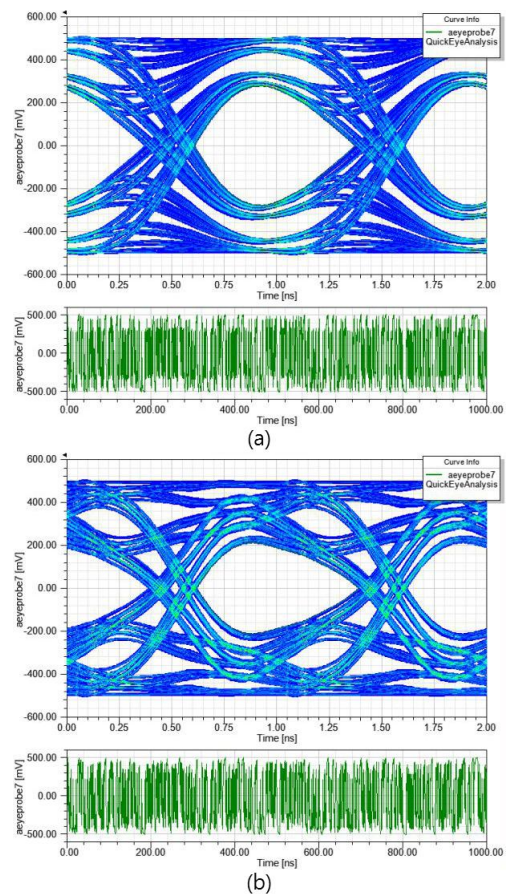 600.00
Curve Info
aeyeprobe7
QuickEyeAnalysis
400.00
200.00
0.00
-200.00
-400.00
-600.00
aeyeprobe7 [mV]
0.00 0.25 0.50 0.75 1.00 1.25 1.50 1.75 2.00
Time [ns]
500.00
0.00
-500.00
aeyeprobe7 [mV]
0.00 200.00 400.00 600.00 800.00 1000.00
Time [ns]
(a)
600.00
Curve Info
aeyeprobe7
QuickEyeAnalysis
400.00
200.00
0.00
-200.00
-400.00
-600.00
aeyeprobe7 [mV]
0.00 0.25 0.50 0.75 1.00 1.25 1.50 1.75 2.00
Time [ns]
500.00
0.00
-500.00
aeyeprobe7 [mV]
0.00 200.00 400.00 600.00 800.00 1000.00
Time [ns]
(b)